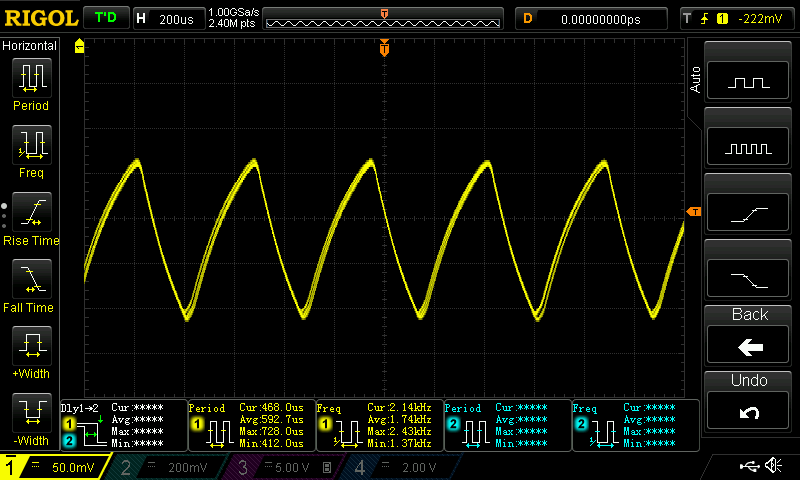 RIGOL T'D H 200us 1.00GSa/s 2.40M pts T D 0.00000000ps T 1 -222mV
Horizontal
Period
Freq
Rise Time
Fall Time
+Width
-Width
T
T
Auto
Back
Undo
Dly1→2 Cur:***** Avg:***** Max:***** Min:*****
1
2
Period Cur:468.0us Avg:592.7us Max:728.0us Min:412.0us
1
Freq Cur:2.14kHz Avg:1.74kHz Max:2.43kHz Min:1.37kHz
1
Period Cur:***** Avg:***** Max:***** Min:*****
2
Freq Cur:***** Avg:***** Max:***** Min:*****
2
1 50.0mV 2 200mV 3 5.00 V B 4 2.00 V